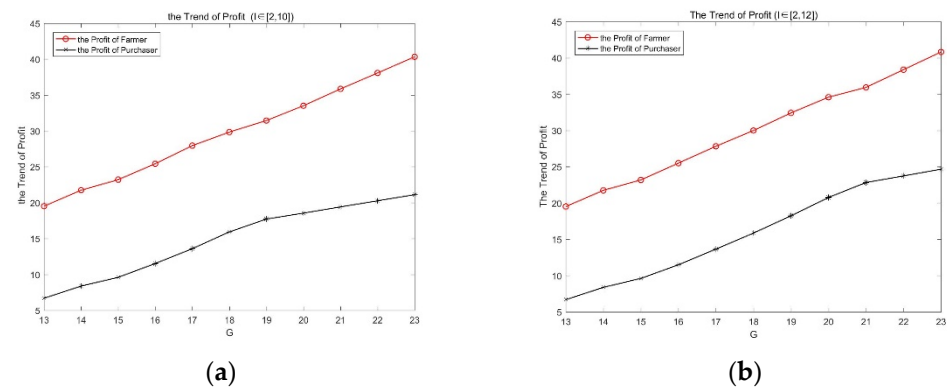 the Trend of Profit (I∈[2,10])
the Profit of Farmer
the Profit of Purchaser
the Trend of Profit
45
40
35
30
25
20
15
10
5
13 14 15 16 17 18 19 20 21 22 23
G
(a)
The Trend of Profit (I∈[2,12])
the Profit of Farmer
the Profit of Purchaser
The Trend of Profit
45
40
35
30
25
20
15
10
5
13 14 15 16 17 18 19 20 21 22 23
G
(b)